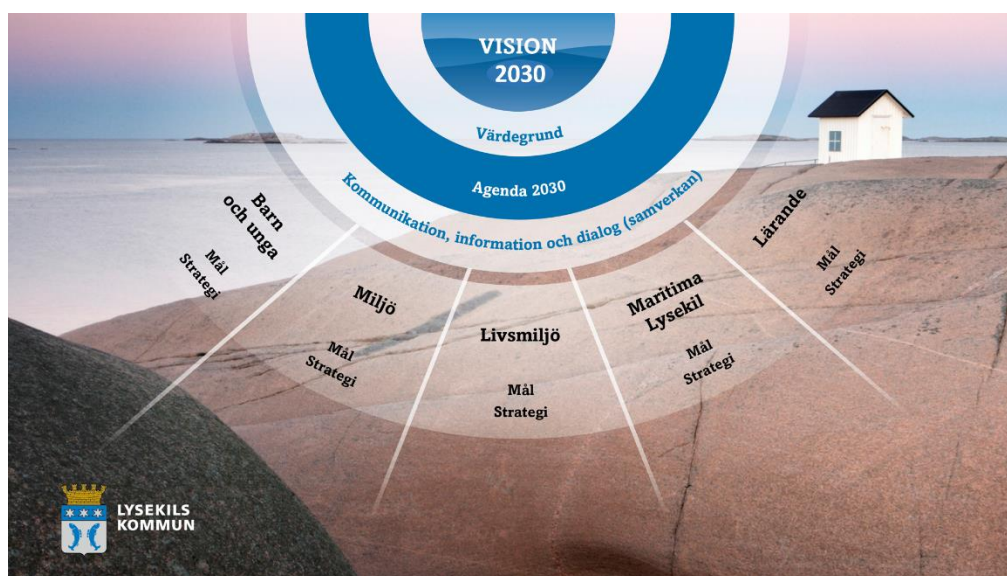 VISION
2030
Värdegrund
Agenda 2030
Kommunikation, information och dialog (samverkan)
Barn
och unga
Mål
Strategi
Miljö
Mål
Strategi
Livsmiljö
Mål
Strategi
Maritima
Lysekil
Mål
Strategi
Lärande
Mål
Strategi
LYSEKILS
KOMMUN